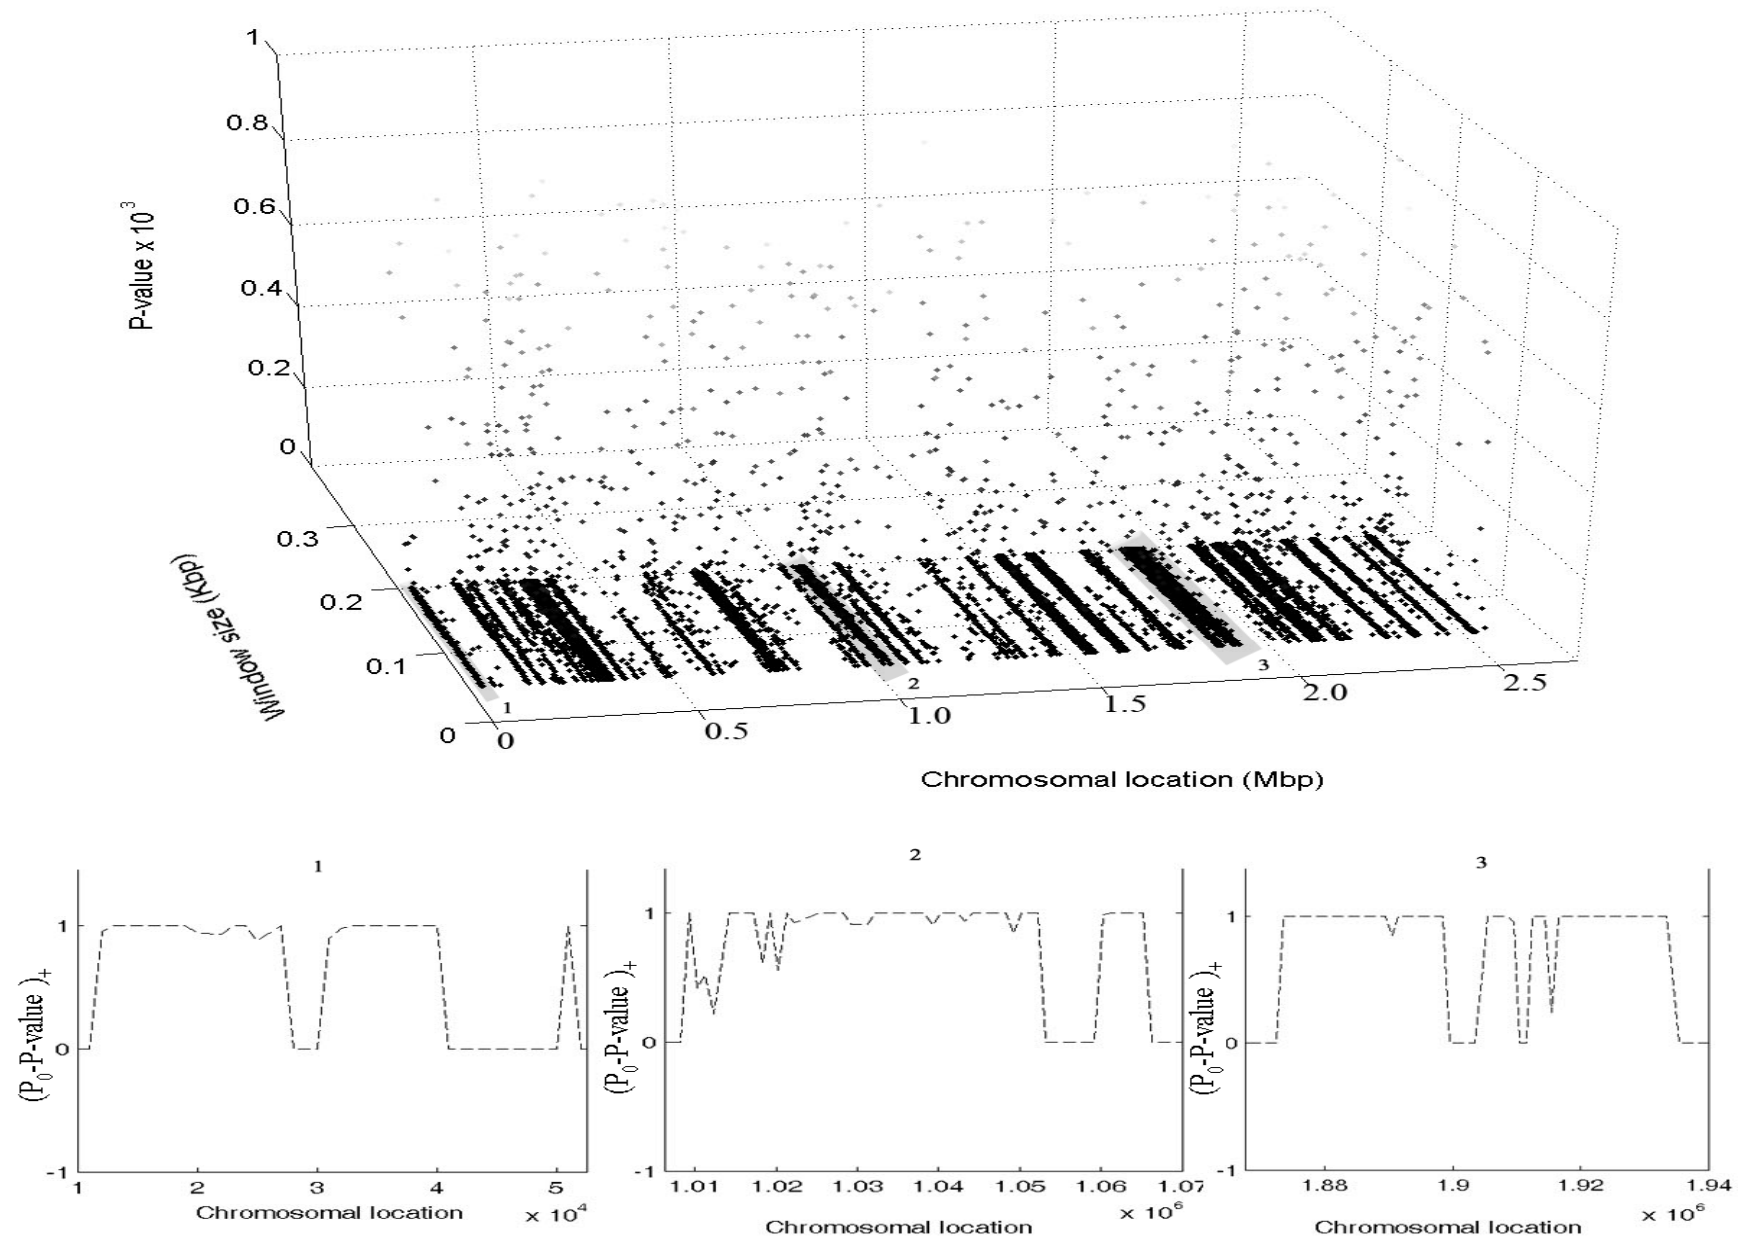 1
0.8
0.6
0.4
0.2
0
P-value x 10³
0.3
0.2
0.1
0
Window size (Kbp)
1
2
3
0
0.5
1.0
1.5
2.0
2.5
Chromosomal location (Mbp)
1
1
0
-1
(P₀-P-value )₊
1 2 3 4 5
Chromosomal location x 10⁴
2
1
0
-1
(P₀-P-value )₊
1.01 1.02 1.03 1.04 1.05 1.06 1.07
Chromosomal location x 10⁶
3
1
0
-1
(P₀-P-value )₊
1.88 1.9 1.92 1.94
Chromosomal location x 10⁶